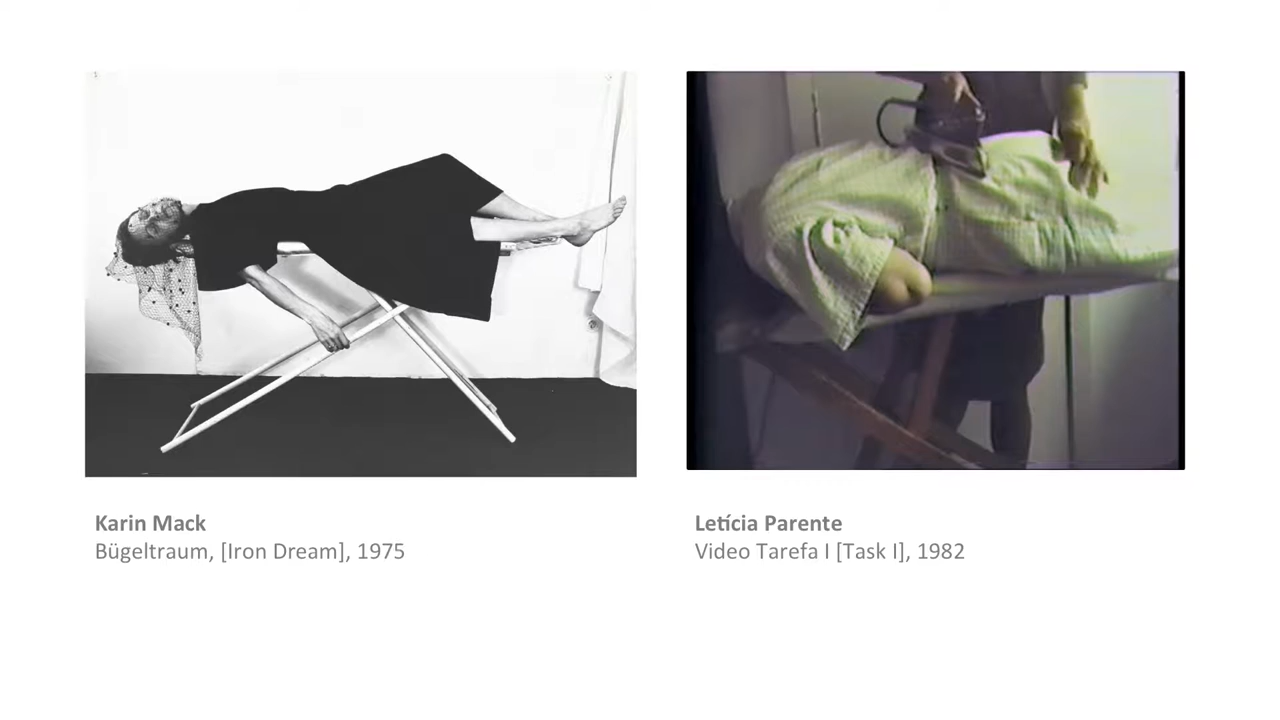 Karin Mack
Bügeltraum, [Iron Dream], 1975
Letícia Parente
Video Tarefa I [Task I], 1982